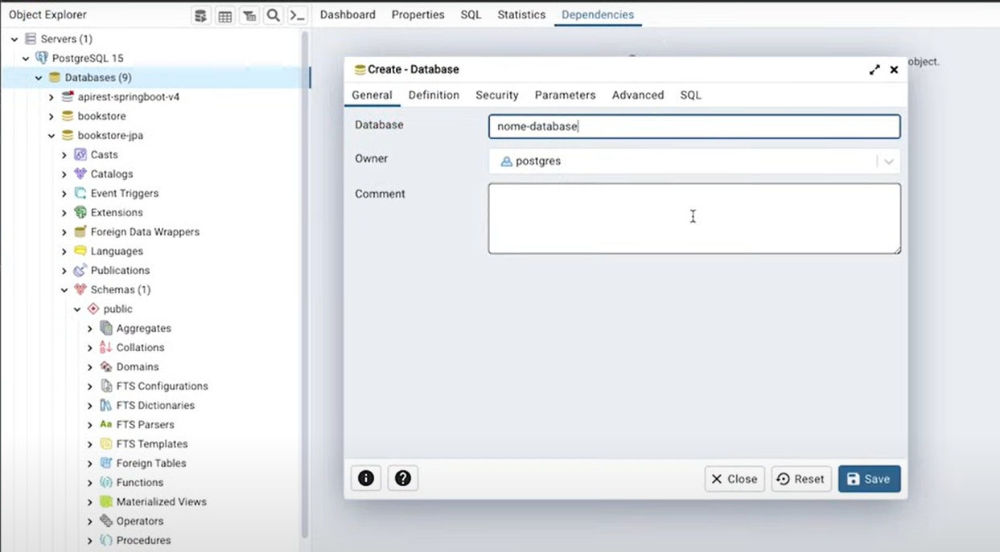 Object Explorer
Dashboard Properties SQL Statistics Dependencies
Servers (1)
PostgreSQL 15
Databases (9)
apirest-springboot-v4
bookstore
bookstore-jpa
Casts
Catalogs
Event Triggers
Extensions
Foreign Data Wrappers
Languages
Publications
Schemas (1)
public
Aggregates
Collations
Domains
FTS Configurations
FTS Dictionaries
Aa FTS Parsers
FTS Templates
Foreign Tables
Functions
Materialized Views
Operators
Procedures
object.
Create - Database
General Definition Security Parameters Advanced SQL
Database nome-database
Owner postgres
Comment
Close Reset Save